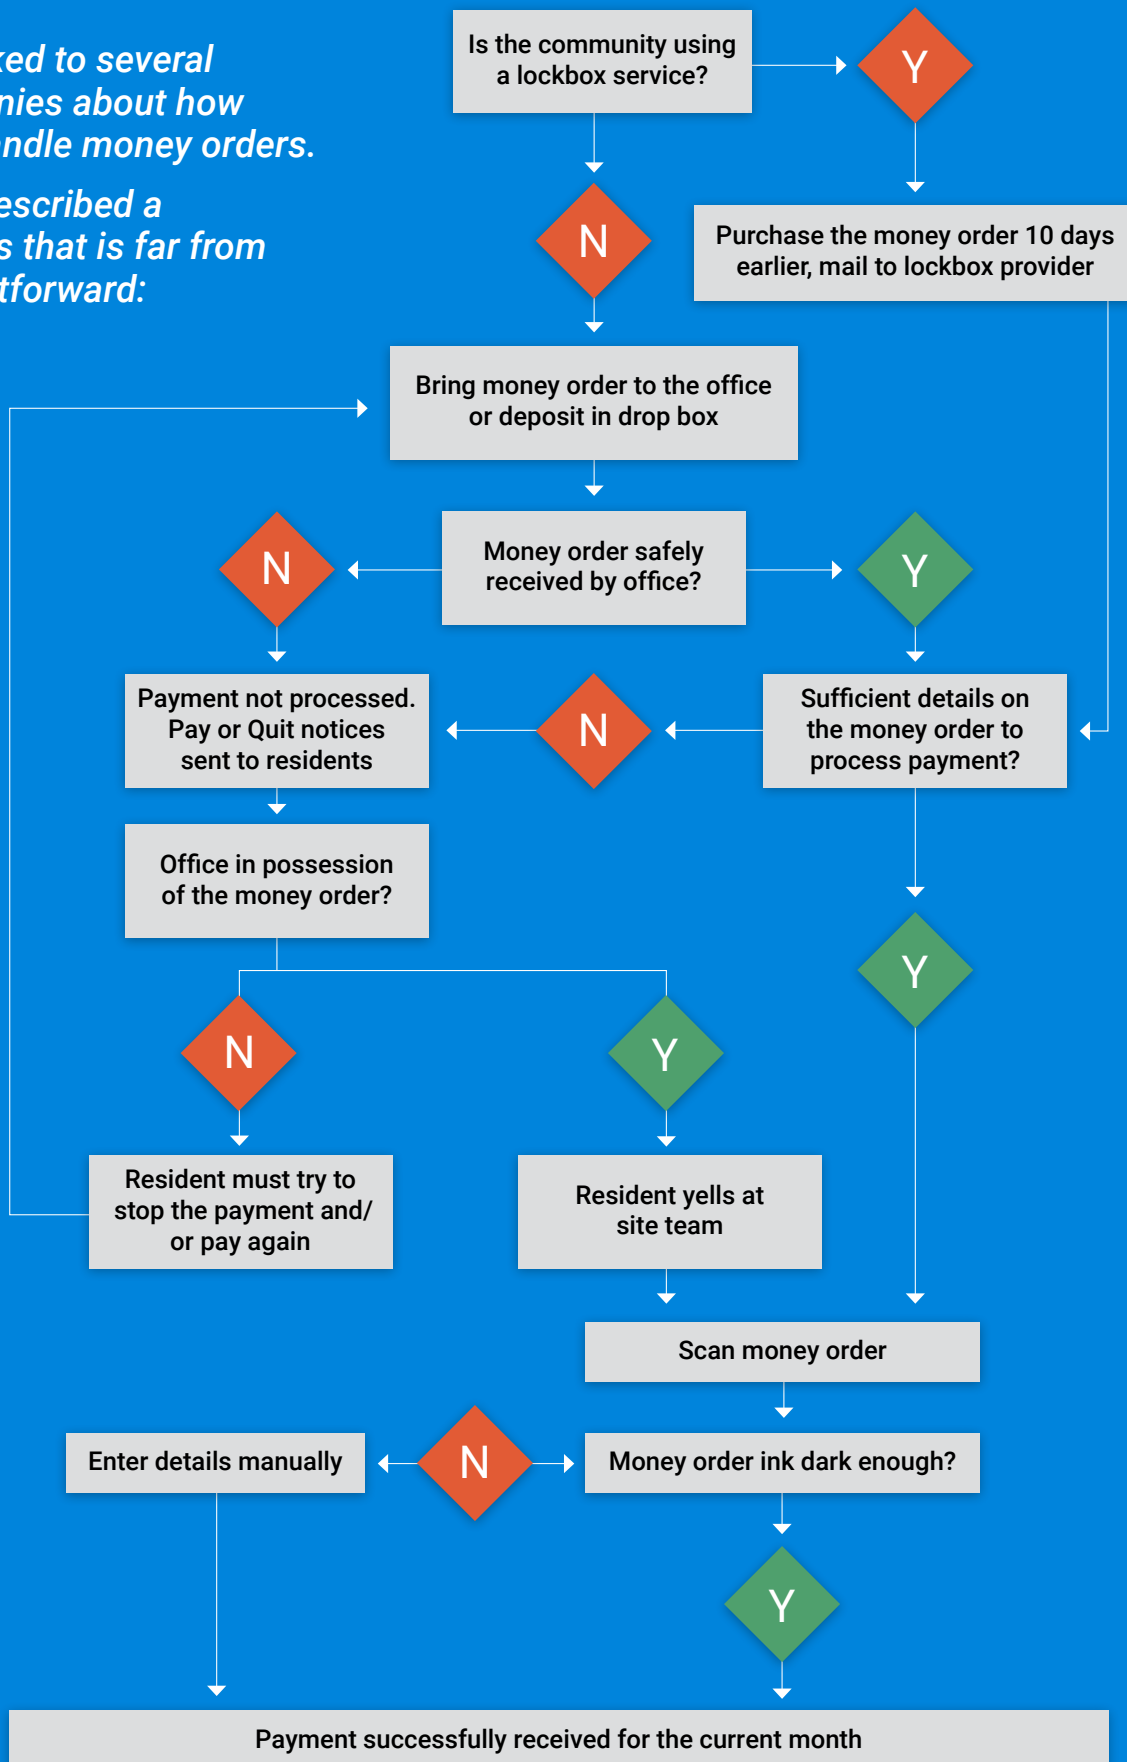 to several
about how
handle money orders.
a
that is far from
Is the community using
a lockbox service?
Y
N
Purchase the money order 10 days
earlier, mail to lockbox provider
Bring money order to the office
or deposit in drop box
N
Money order safely
received by office?
Y
Payment not processed.
Pay or Quit notices
sent to residents
N
Sufficient details on
the money order to
process payment?
Office in possession
of the money order?
Y
N
Y
Resident must try to
stop the payment and/
or pay again
Resident yells at
site team
Scan money order
Enter details manually
N
Money order ink dark enough?
Y
Payment successfully received for the current month